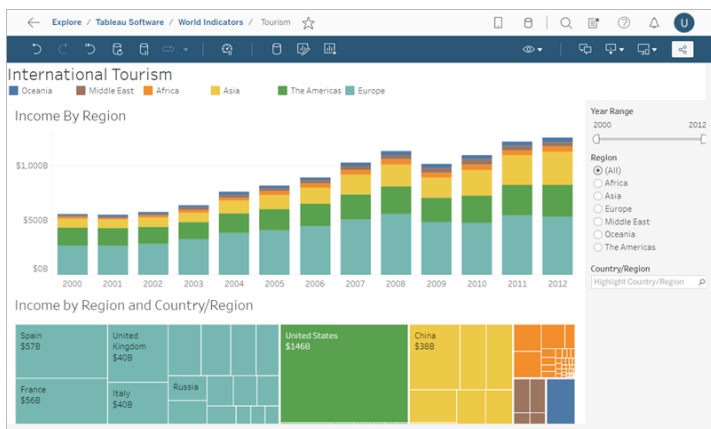 Explore / Tableau Software / World Indicators / Tourism
U
International Tourism
Oceania Middle East Africa Asia The Americas Europe
Income By Region
$1,000B
$500B
$0B
2000 2001 2002 2003 2004 2005 2006 2007 2008 2009 2010 2011 2012
Year Range
2000 2012
Region
(All)
Africa
Asia
Europe
Middle East
Oceania
The Americas
Country/Region
Highlight Country/Region
Income by Region and Country/Region
Spain
$57B
France
$56B
United
Kingdom
$40B
Italy
$40B
Russia
United States
$146B
China
$38B